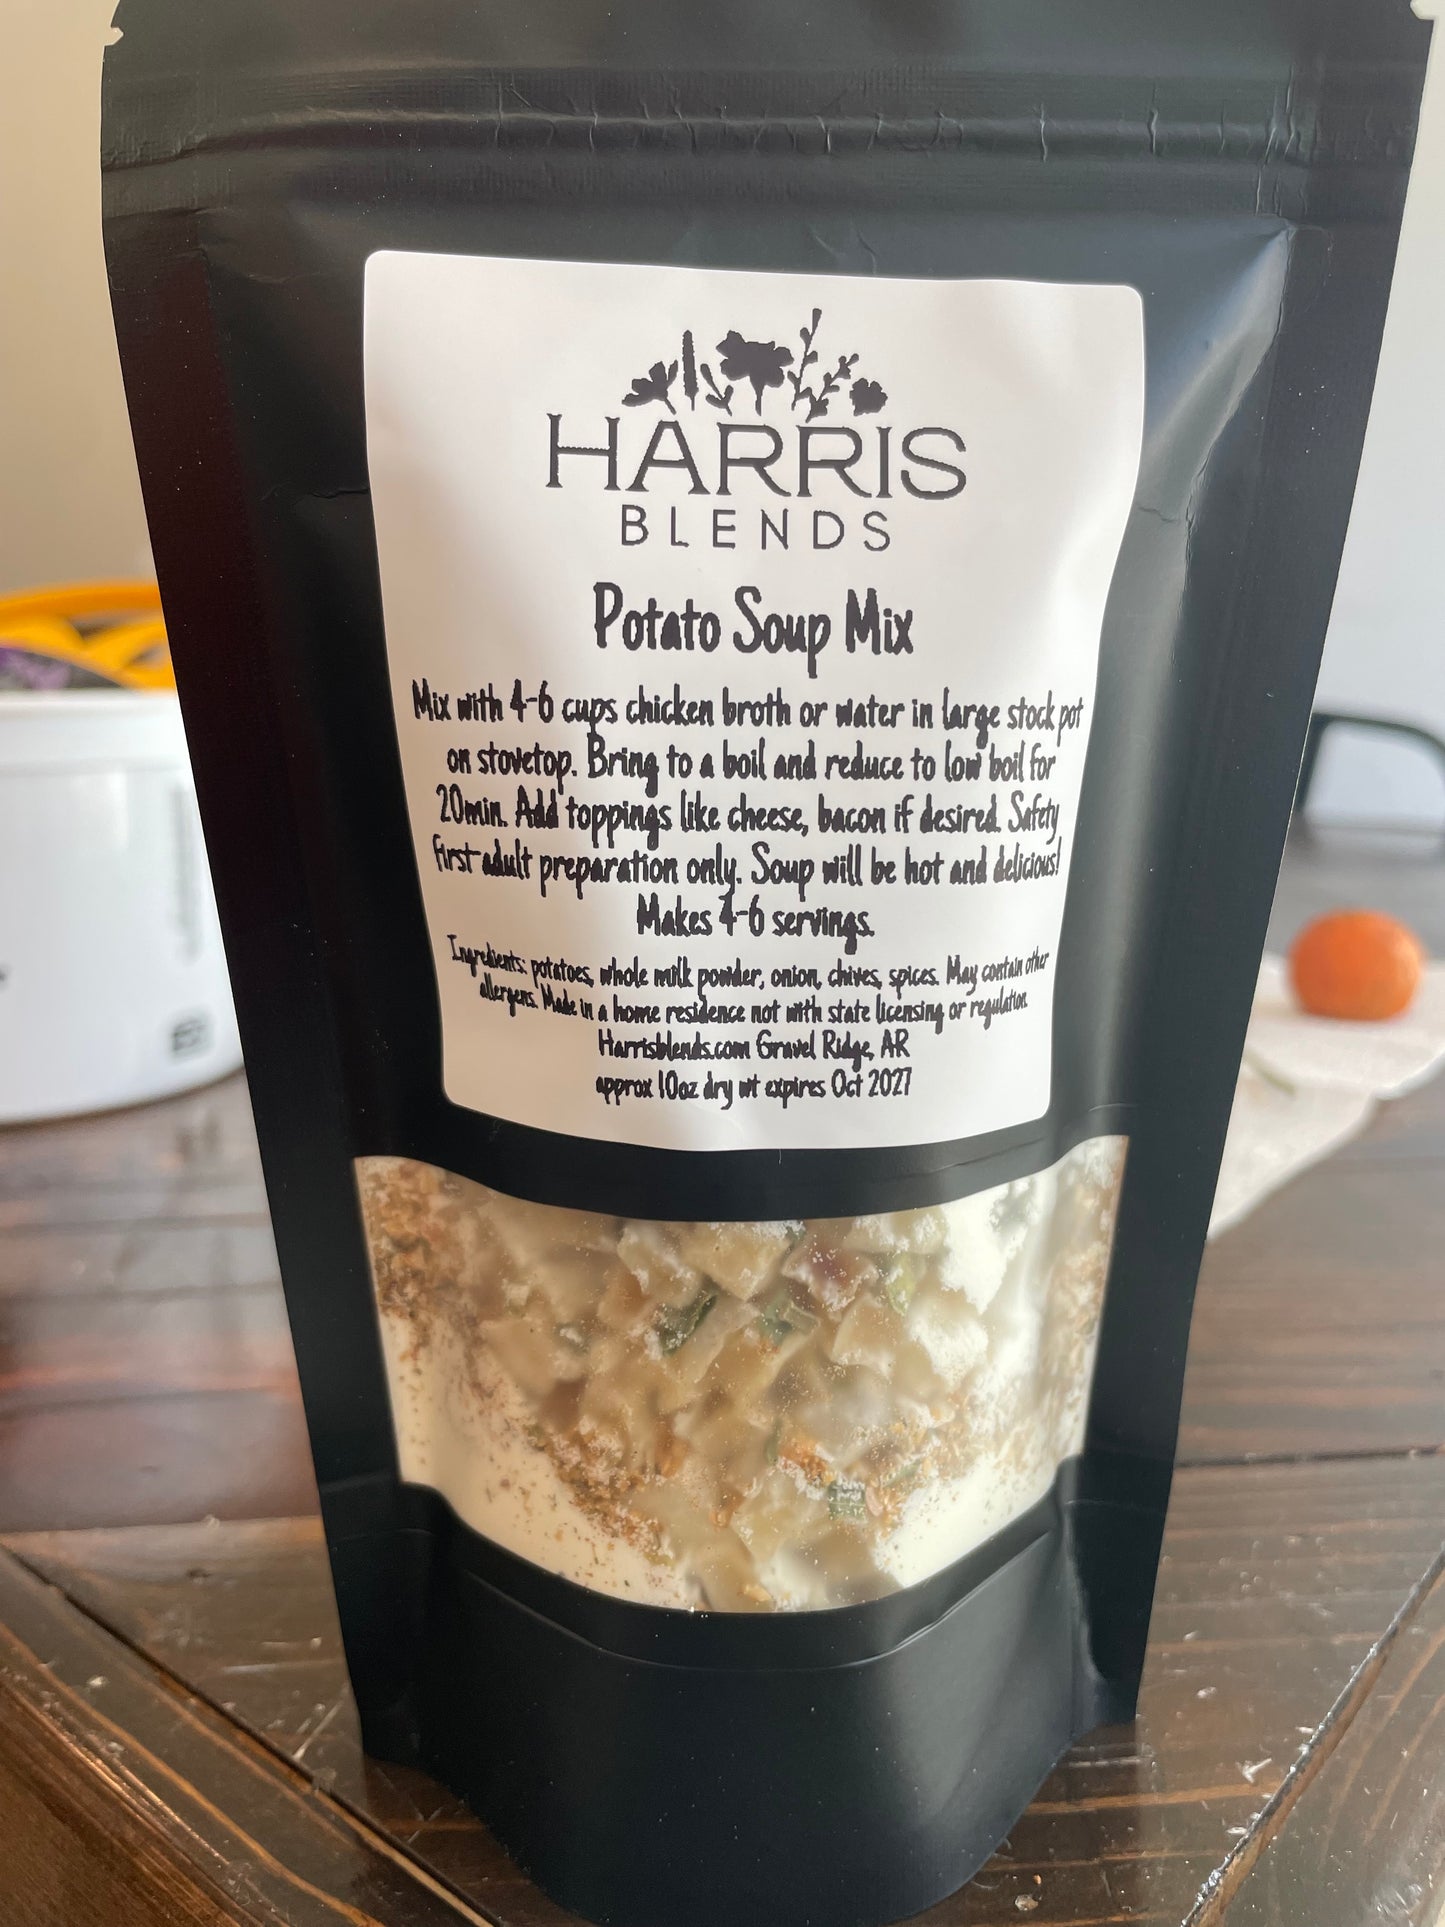 HARRIS
BLENDS
Potato Soup Mix
Mix with 4-6 cups chicken broth or water in large stock pot
on stovetop. Bring to a boil and reduce to low boil for
20min. Add toppings like cheese, bacon if desired. Safety
first adult preparation only. Soup will be hot and delicious!
Makes 4-6 servings.
Ingredients: potatoes, whole milk powder, onion, chives, spices. May contain other
allergens. Made in a home residence not with state licensing or regulation.
Harrisblends.com Gravel Ridge, AR
approx 10oz dry wt expires Oct 2027